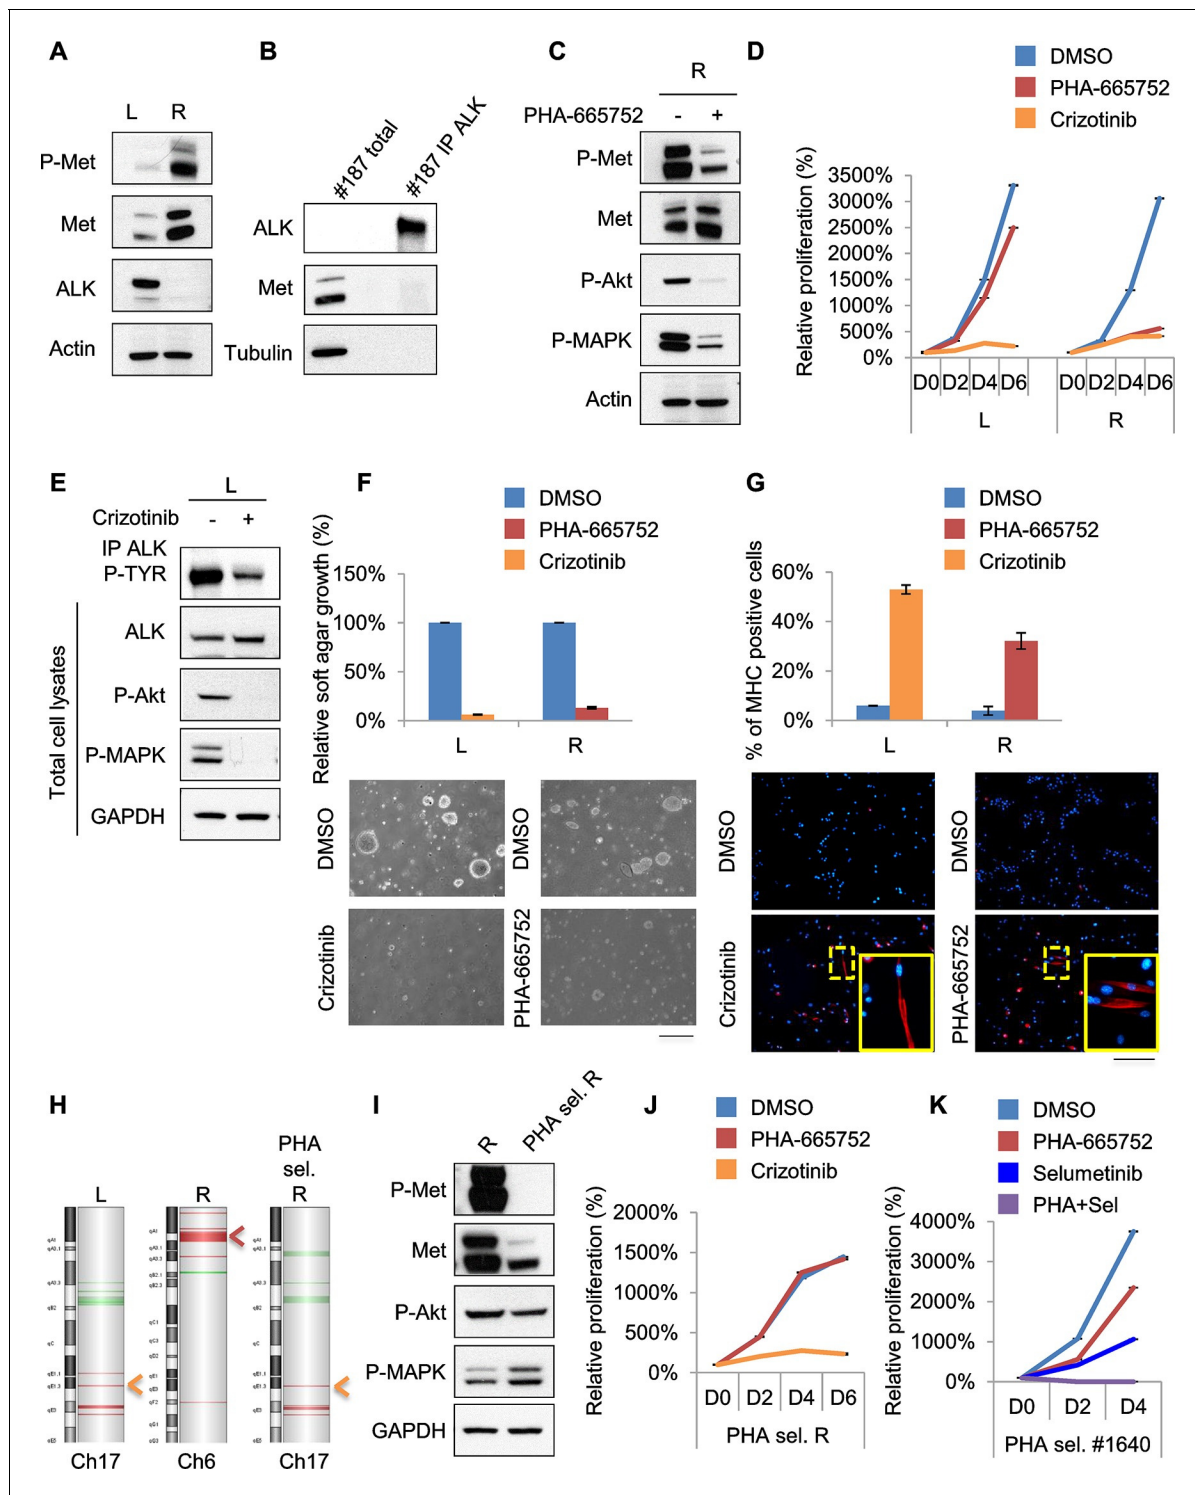 A
L R
P-Met
Met
ALK
Actin
B
#187 total
#187 IP ALK
ALK
Met
Tubulin
C
R
PHA-665752 - +
P-Met
Met
P-Akt
P-MAPK
Actin
D
DMSO
PHA-665752
Crizotinib
Relative proliferation (%)
3500%
3000%
2500%
2000%
1500%
1000%
500%
0%
D0 D2 D4 D6 D0 D2 D4 D6
L R
E
L
Crizotinib - +
IP ALK
P-TYR
Total cell lysates
ALK
P-Akt
P-MAPK
GAPDH
F
DMSO
PHA-665752
Crizotinib
Relative soft agar growth (%)
150%
100%
50%
0%
L R
DMSO
DMSO
Crizotinib
PHA-665752
G
DMSO
PHA-665752
Crizotinib
% of MHC positive cells
60%
40%
20%
0%
L R
DMSO
DMSO
Crizotinib
PHA-665752
H
PHA
sel.
L R R
Ch17 Ch6 Ch17
I
R
PHA sel. R
P-Met
Met
P-Akt
P-MAPK
GAPDH
J
DMSO
PHA-665752
Crizotinib
Relative proliferation (%)
2000%
1500%
1000%
500%
0%
D0 D2 D4 D6
PHA sel. R
K
DMSO
PHA-665752
Selumetinib
PHA+Sel
Relative proliferation (%)
4000%
3000%
2000%
1000%
0%
D0 D2 D4
PHA sel. #1640